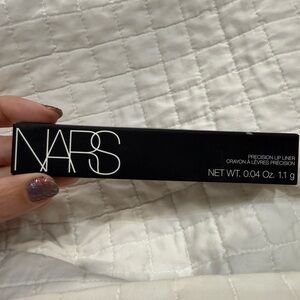 NARS
PRECISION LIP LINER
CRAYON À LÈVRES PRÉCISION
NET WT. 0.04 Oz. 1.1 g